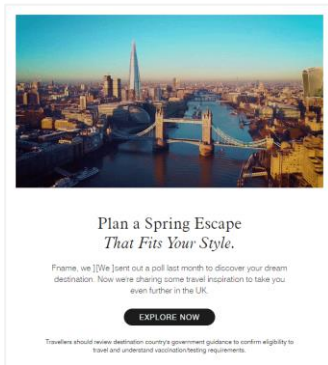 Plan a Spring Escape
That Fits Your Style.
Fname, we ][We ]sent out a poll last month to discover your dream
destination. Now we're sharing some travel inspiration to take you
even further in the UK.
EXPLORE NOW
Travellers should review destination country's government guidance to confirm eligibility to
travel and understand vaccination/testing requirements.